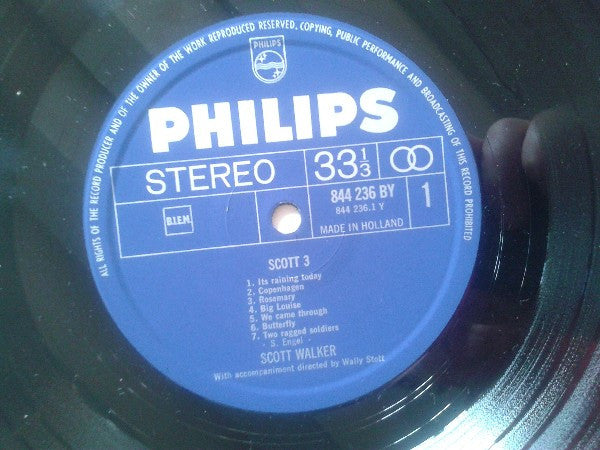 ALL RIGHTS OF THE RECORD PRODUCER AND OF THE OWNER OF THE WORK REPRODUCED RESERVED. COPYING, PUBLIC PERFORMANCE AND BROADCASTING OF THIS RECORD PROHIBITED
PHILIPS
PHILIPS
STEREO
33 1/3
844 236 BY
844 236.1 Y
1
B.I.E.M.
MADE IN HOLLAND
SCOTT 3
1. Its raining today
2. Copenhagen
3. Rosemary
4. Big Louise
5. We came through
6. Butterfly
7. Two ragged soldiers
- S. Engel -
SCOTT WALKER
With accompaniment directed by Wally Stott